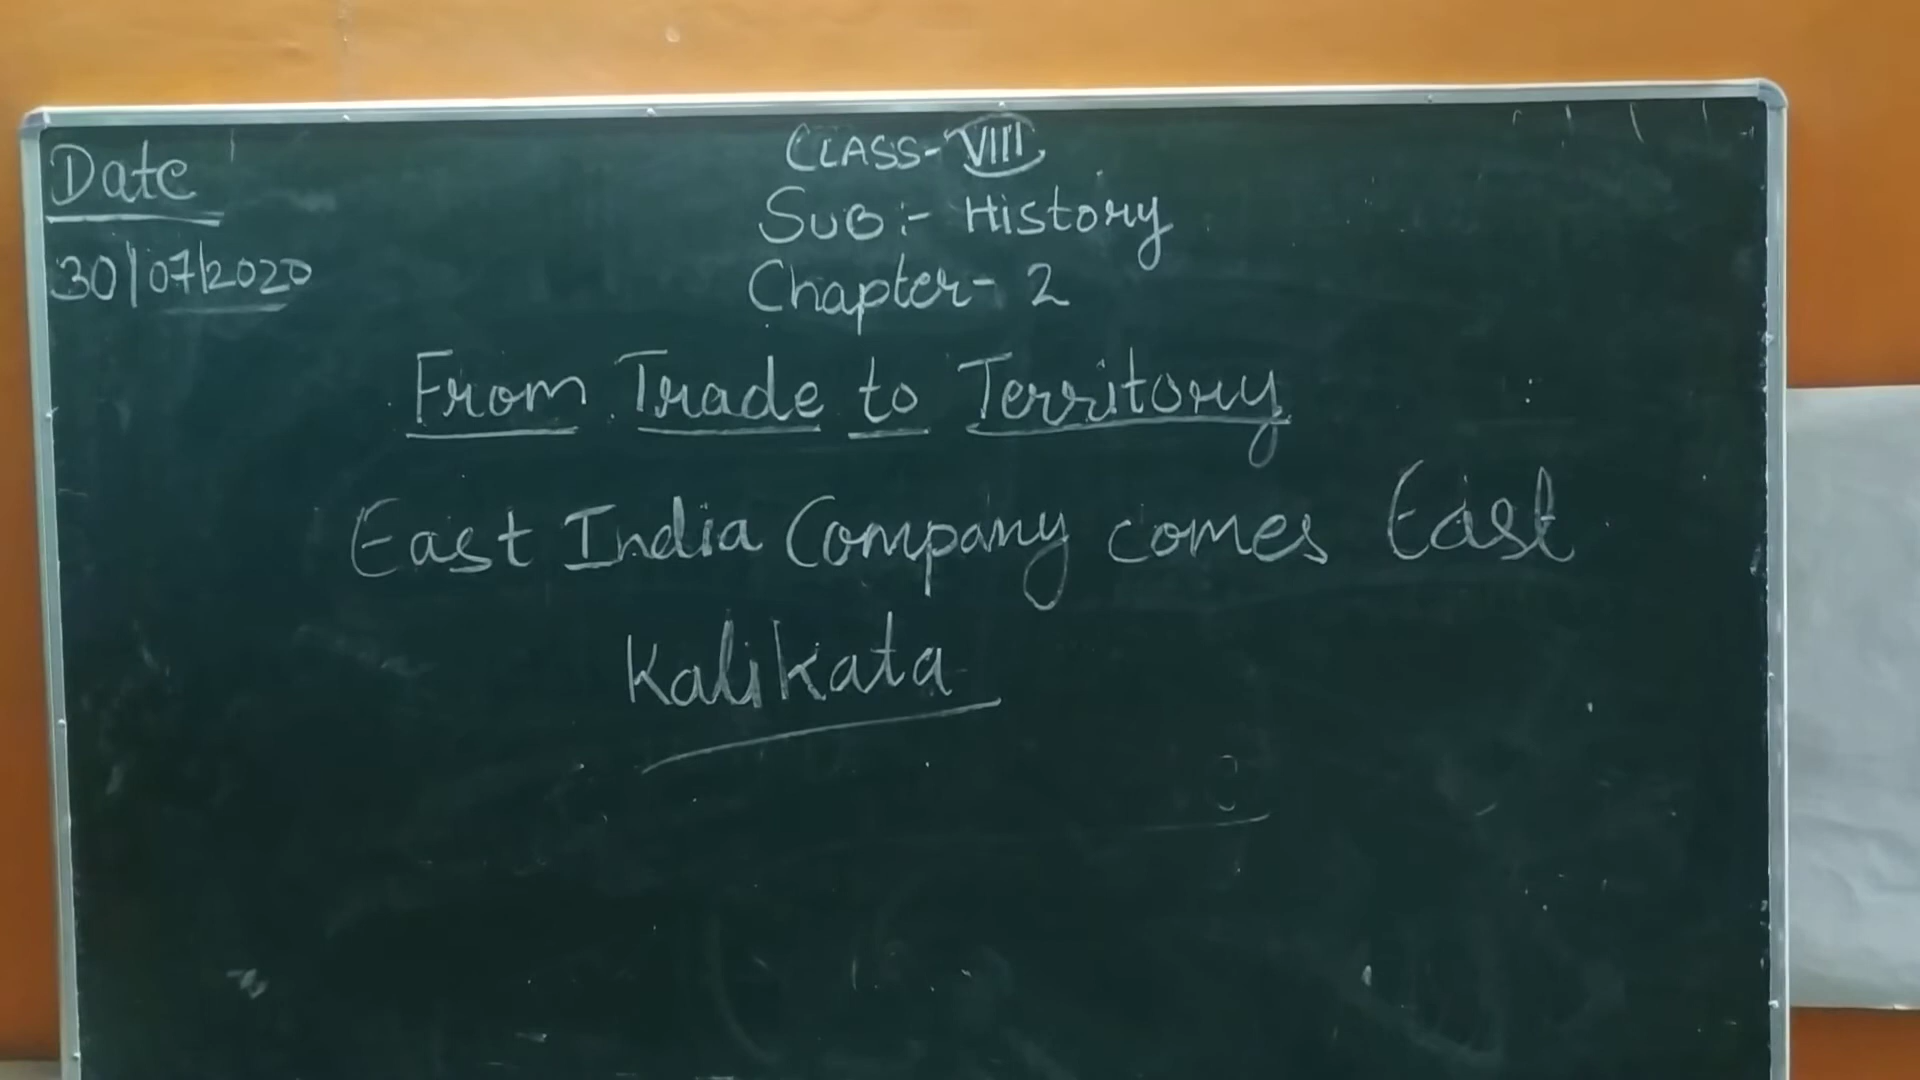 Date
30/07/2020
CLASS-VIII
SUB:- History
Chapter- 2
From Trade to Territory
East India Company comes East
Kalikata